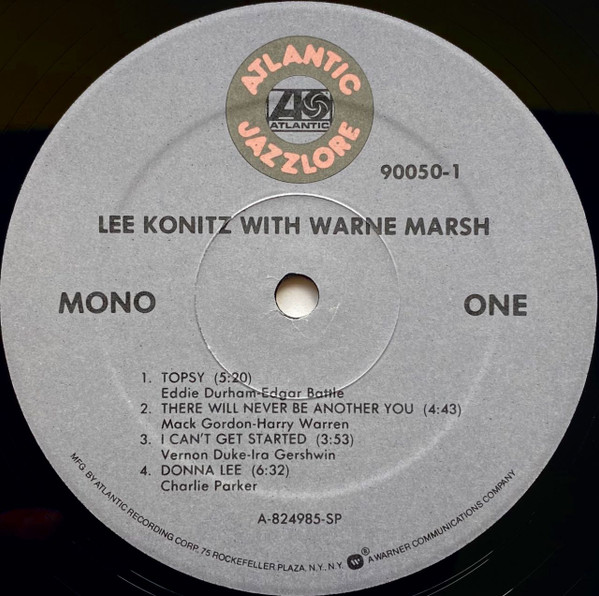 ATLANTIC
ATLANTIC
JAZZLORE
90050-1
LEE KONITZ WITH WARNE MARSH
MONO
ONE
1. TOPSY (5:20)
Eddie Durham-Edgar Battle
2. THERE WILL NEVER BE ANOTHER YOU (4:43)
Mack Gordon-Harry Warren
3. I CAN'T GET STARTED (3:53)
Vernon Duke-Ira Gershwin
4. DONNA LEE (6:32)
Charlie Parker
A-824985-SP
MFG. BY ATLANTIC RECORDING CORP. 75 ROCKEFELLER PLAZA, N.Y., N.Y. ® A WARNER COMMUNICATIONS COMPANY